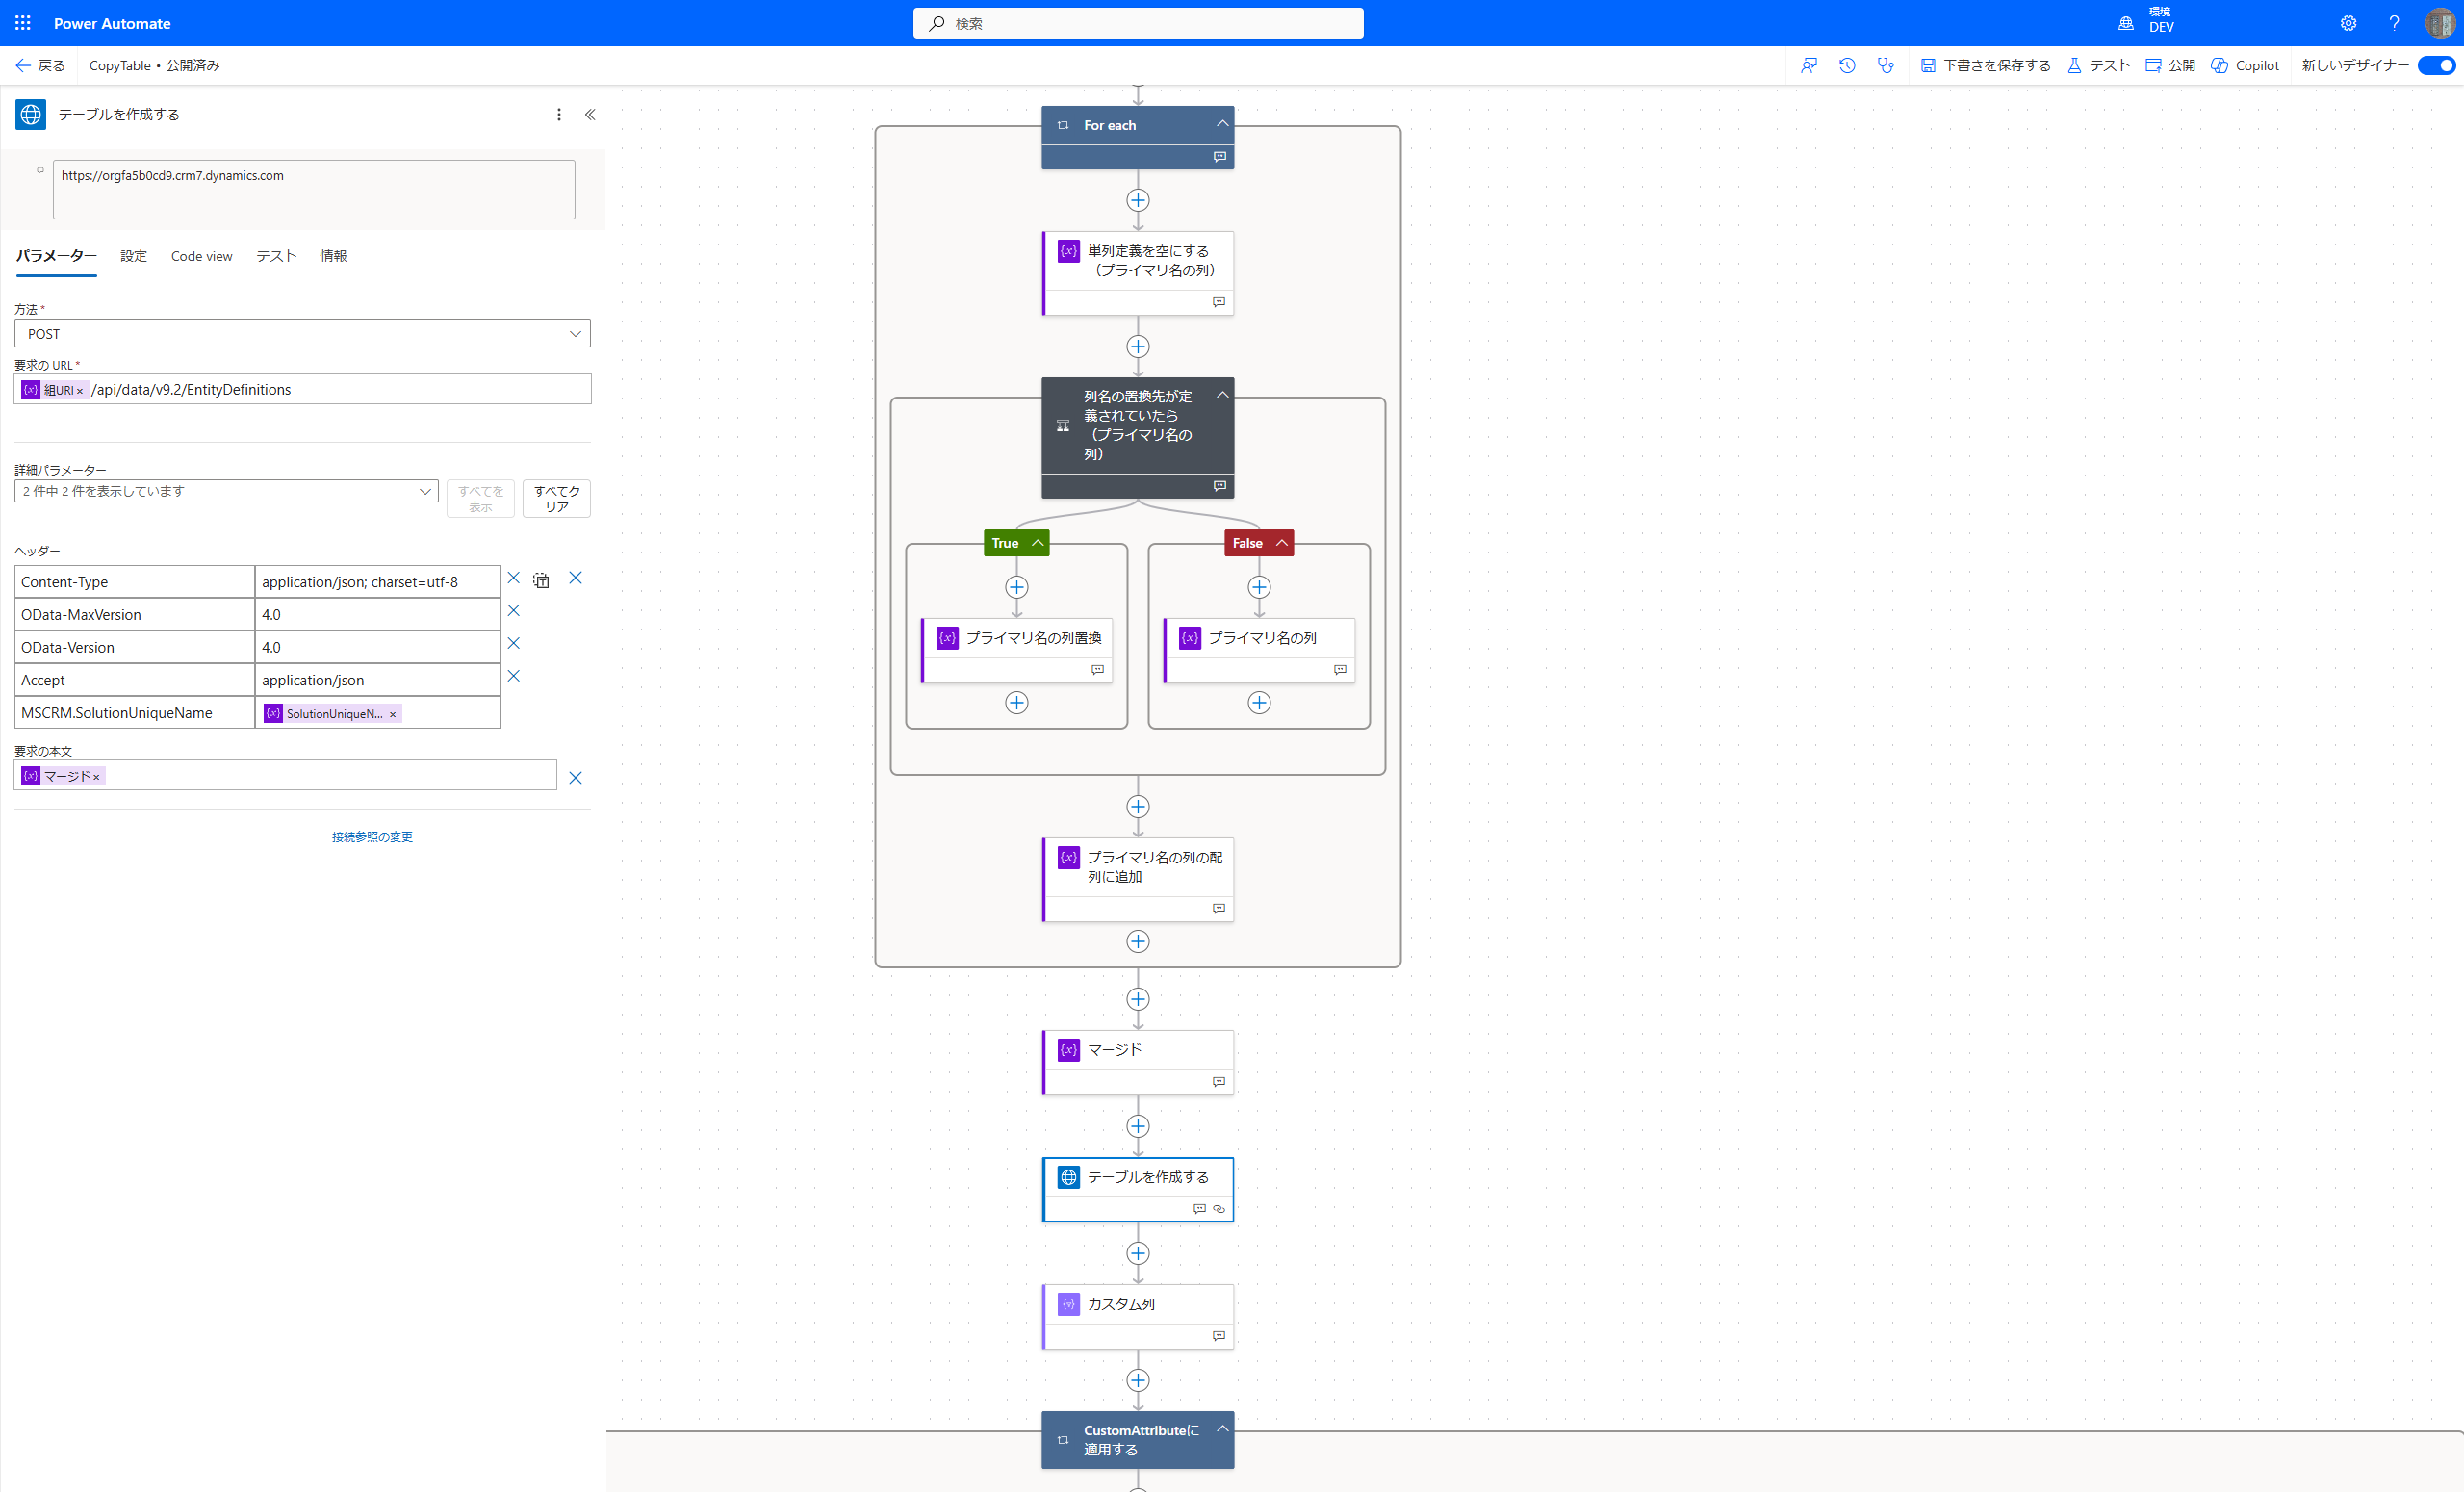 Power Automate
検索
環境
DEV
戻る
CopyTable • 公開済み
下書きを保存する
テスト
公開
Copilot
新しいデザイナー
テーブルを作成する
https://orgfa5b0cd9.crm7.dynamics.com
パラメーター
設定
Code view
テスト
情報
方法 *
POST
要求の URL *
組URI × /api/data/v9.2/EntityDefinitions
詳細パラメーター
2 件中 2 件を表示しています
すべてを
表示
すべてク
リア
ヘッダー
Content-Type
application/json; charset=utf-8
OData-MaxVersion
4.0
OData-Version
4.0
Accept
application/json
MSCRM.SolutionUniqueName
SolutionUniqueN... ×
要求の本文
マージド ×
接続参照の変更
For each
単列定義を空にする
（プライマリ名の列）
列名の置換先が定
義されていたら
（プライマリ名の
列）
True
False
プライマリ名の列置換
プライマリ名の列
プライマリ名の列の配
列に追加
マージド
テーブルを作成する
カスタム列
CustomAttributeに
適用する